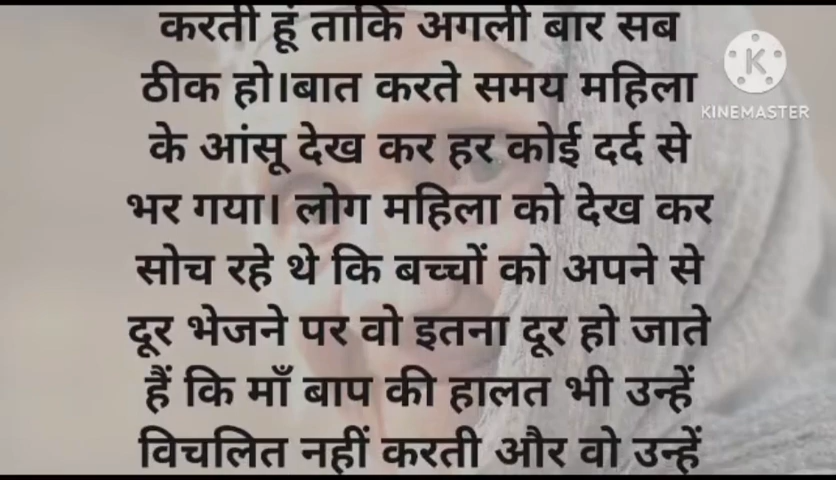 करती हूं ताकि अगली बार सब
ठीक हो।बात करते समय महिला
के आंसू देख कर हर कोई दर्द से
भर गया। लोग महिला को देख कर
सोच रहे थे कि बच्चों को अपने से
दूर भेजने पर वो इतना दूर हो जाते
हैं कि माँ बाप की हालत भी उन्हें
विचलित नहीं करती और वो उन्हें
K
KINEMASTER